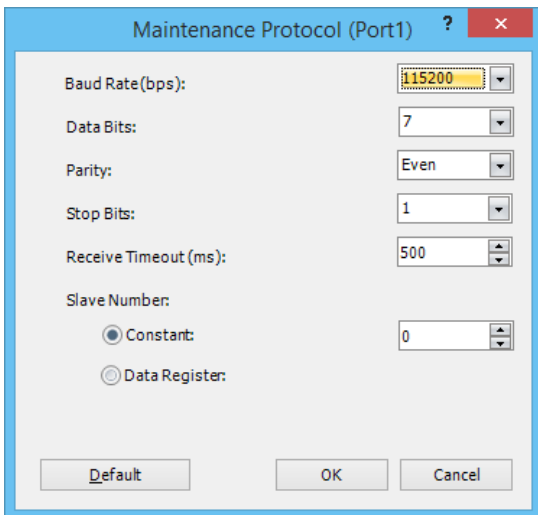 Maintenance Protocol (Port1) ? ×
Baud Rate(bps): 115200
Data Bits: 7
Parity: Even
Stop Bits: 1
Receive Timeout (ms): 500
Slave Number:
Constant: 0
Data Register:
Default OK Cancel